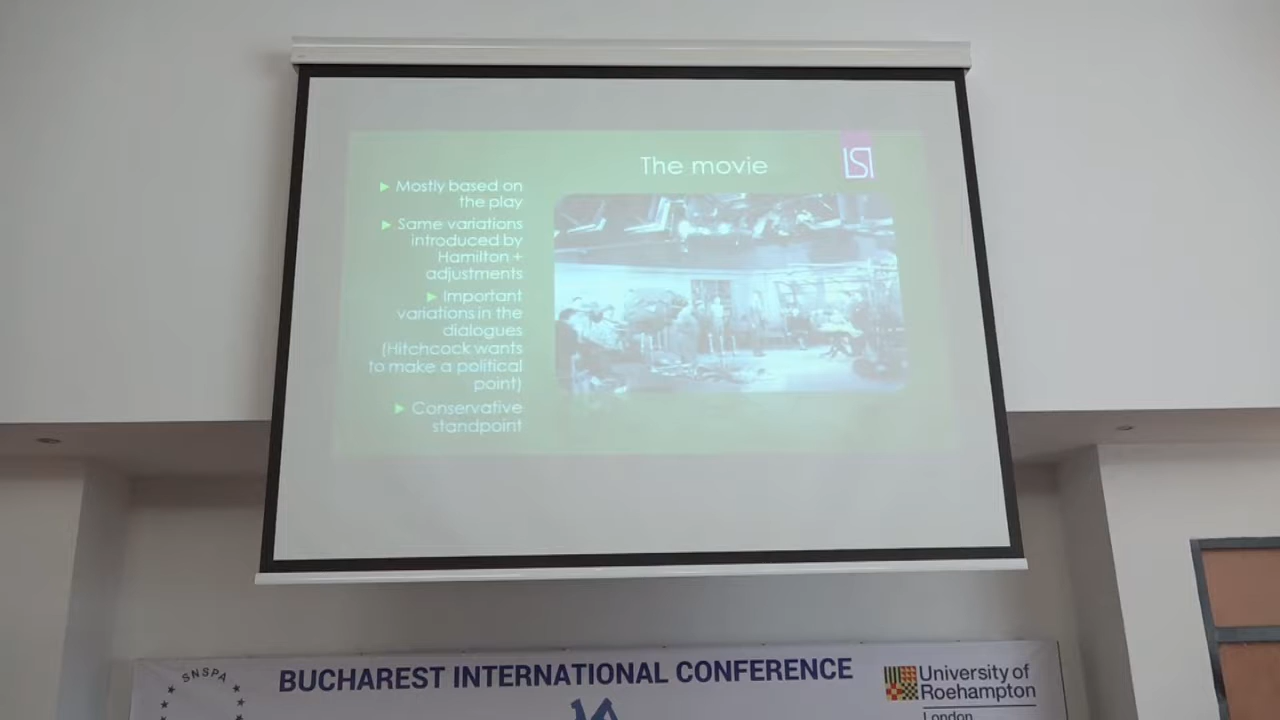 The movie
LSI
► Mostly based on
the play
► Same variations
introduced by
Hamilton +
adjustments
► Important
variations in the
dialogues
(Hitchcock wants
to make a political
point)
► Conservative
standpoint
SNSPA
BUCHAREST INTERNATIONAL CONFERENCE
University of
Roehampton
London